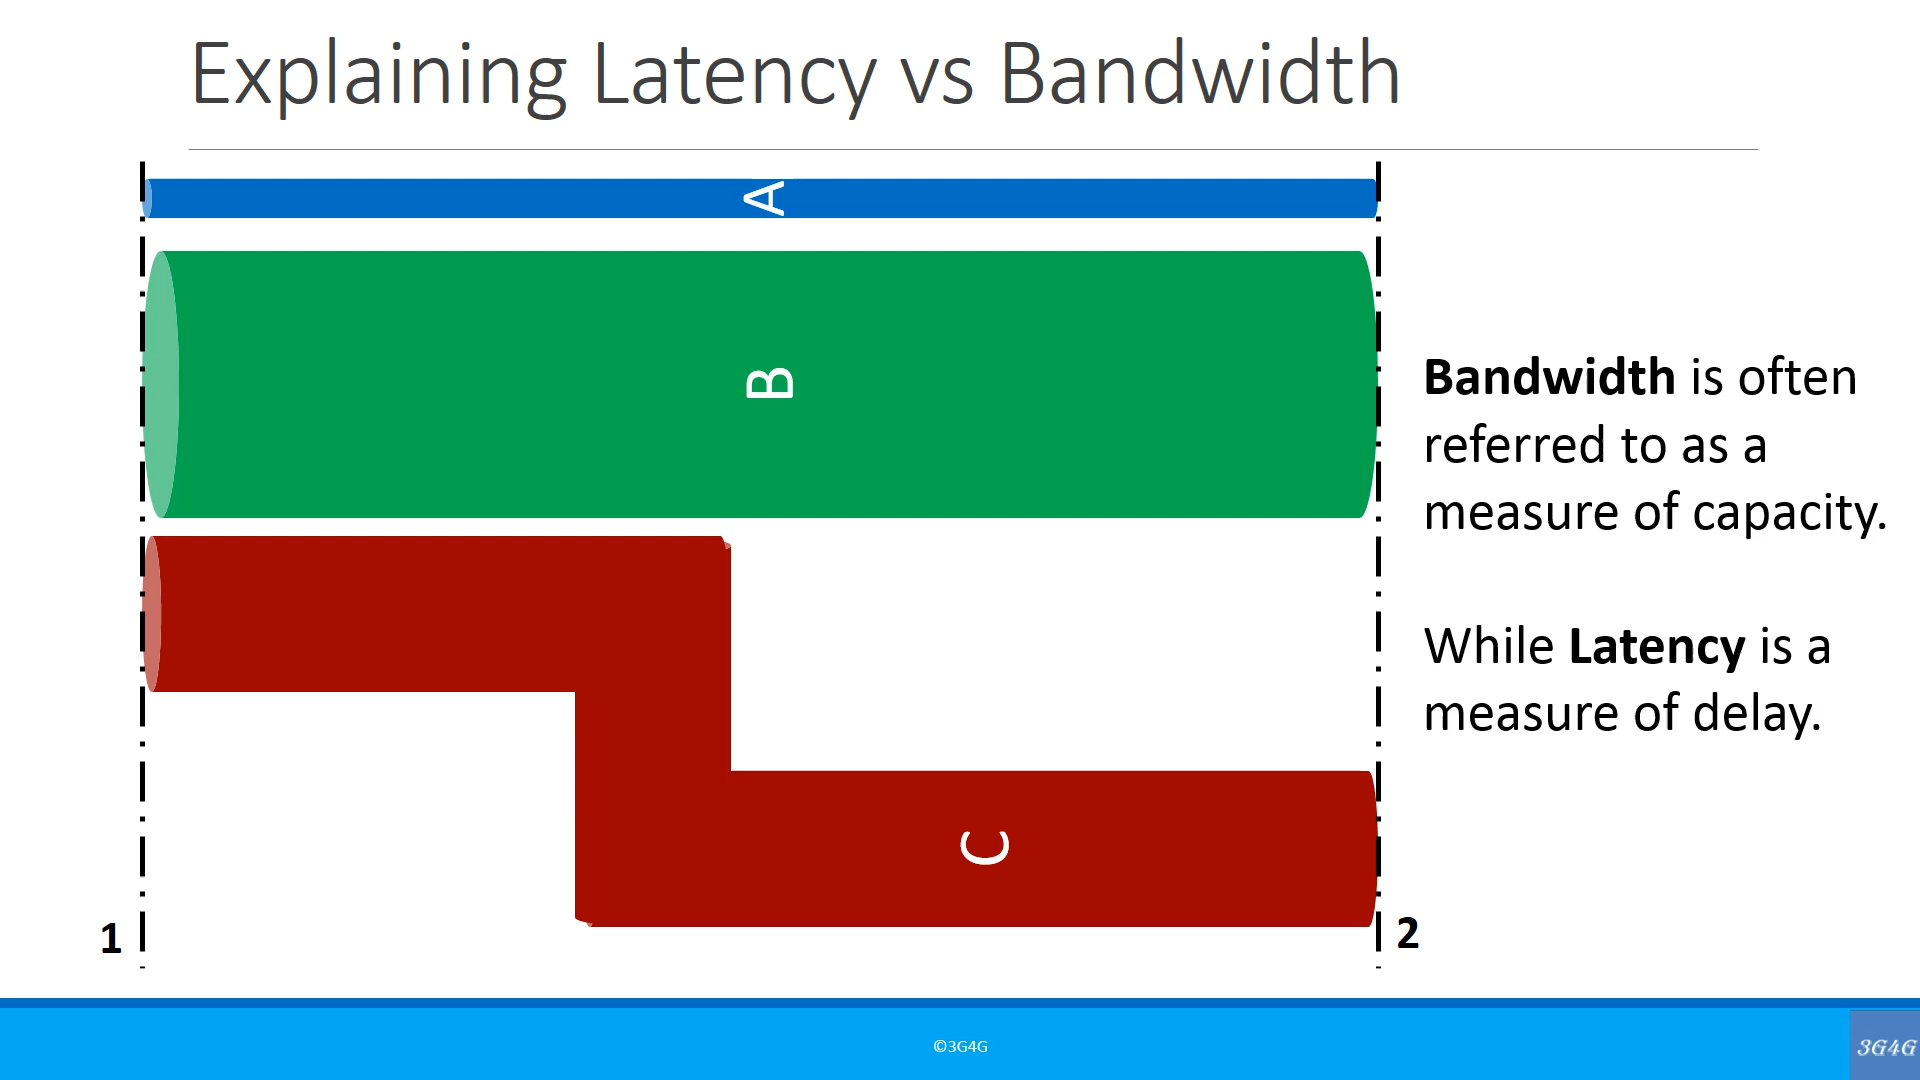 Explaining Latency vs Bandwidth
A
B
C
1
2
Bandwidth is often
referred to as a
measure of capacity.
While Latency is a
measure of delay.
©3G4G
3G4G